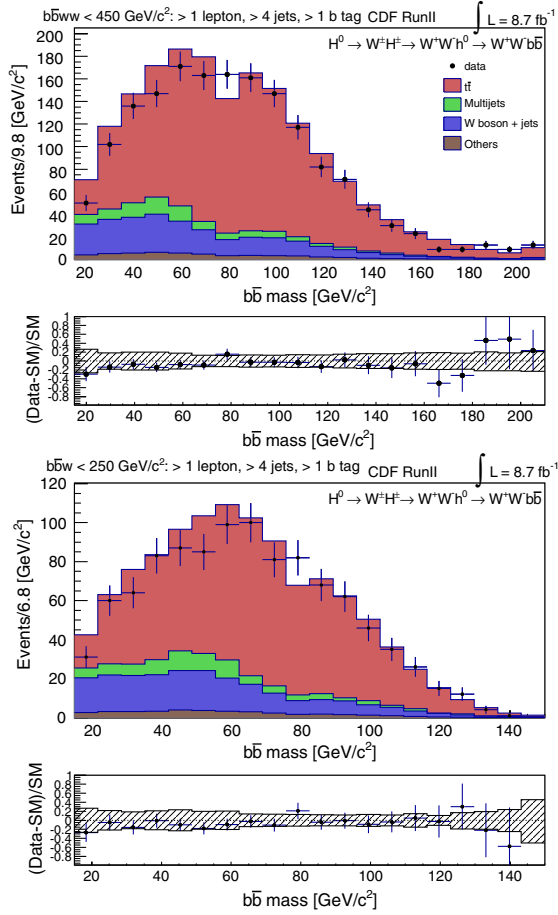 bb̄ww < 450 GeV/c²: > 1 lepton, > 4 jets, > 1 b tag CDF RunII ∫ L = 8.7 fb⁻¹
H⁰ → W±H± → W⁺W⁻h⁰ → W⁺W⁻bb̄
data
tt̄
Multijets
W boson + jets
Others
Events/9.8 [GeV/c²]
200
180
160
140
120
100
80
60
40
20
0
20 40 60 80 100 120 140 160 180 200
bb̄ mass [GeV/c²]
(Data-SM)/SM
1
0.8
0.6
0.4
0.2
0
-0.2
-0.4
-0.6
-0.8
20 40 60 80 100 120 140 160 180 200
bb̄ mass [GeV/c²]
bb̄w < 250 GeV/c²: > 1 lepton, > 4 jets, > 1 b tag CDF RunII ∫ L = 8.7 fb⁻¹
H⁰ → W±H± → W⁺W⁻h⁰ → W⁺W⁻bb̄
Events/6.8 [GeV/c²]
120
100
80
60
40
20
0
20 40 60 80 100 120 140
bb̄ mass [GeV/c²]
(Data-SM)/SM
1
0.8
0.6
0.4
0.2
0
-0.2
-0.4
-0.6
-0.8
20 40 60 80 100 120 140
bb̄ mass [GeV/c²]